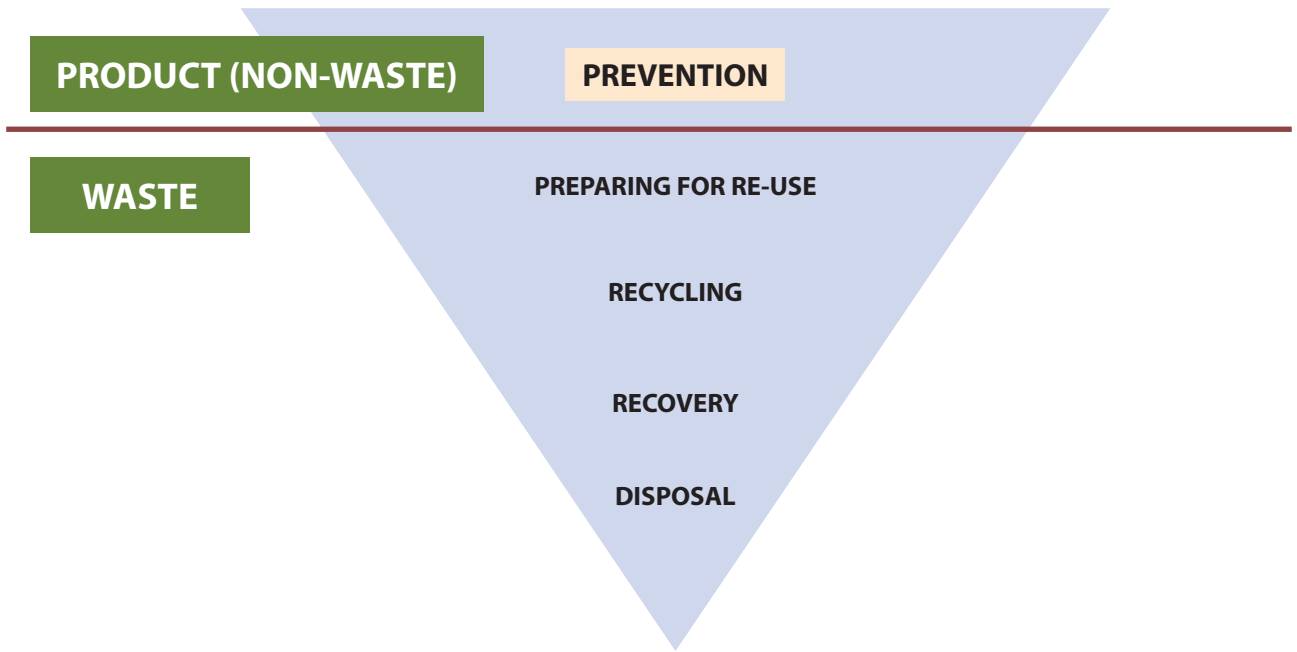 PRODUCT (NON-WASTE)
PREVENTION
WASTE
PREPARING FOR RE-USE
RECYCLING
RECOVERY
DISPOSAL